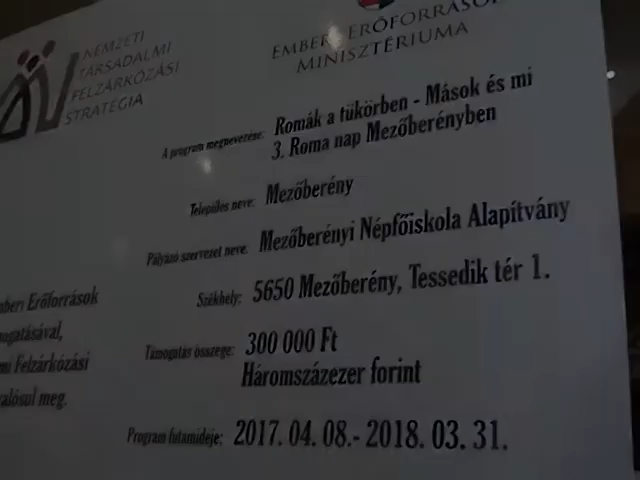 NEMZETI
TÁRSADALMI
FELZÁRKÓZÁSI
STRATÉGIA
EMBERI ERŐFORRÁSOK
MINISZTÉRIUMA
A program megnevezése: Romák a tükörben - Mások és mi
3. Roma nap Mezőberényben
Település neve: Mezőberény
Pályázó szervezet neve: Mezőberényi Népfőiskola Alapítvány
Székhely: 5650 Mezőberény, Tessedik tér 1.
Támogatás összege: 300 000 Ft
Háromszázezer forint
Program futamideje: 2017. 04. 08.- 2018. 03. 31.
Erőforrások
Felzárkózási
meg.